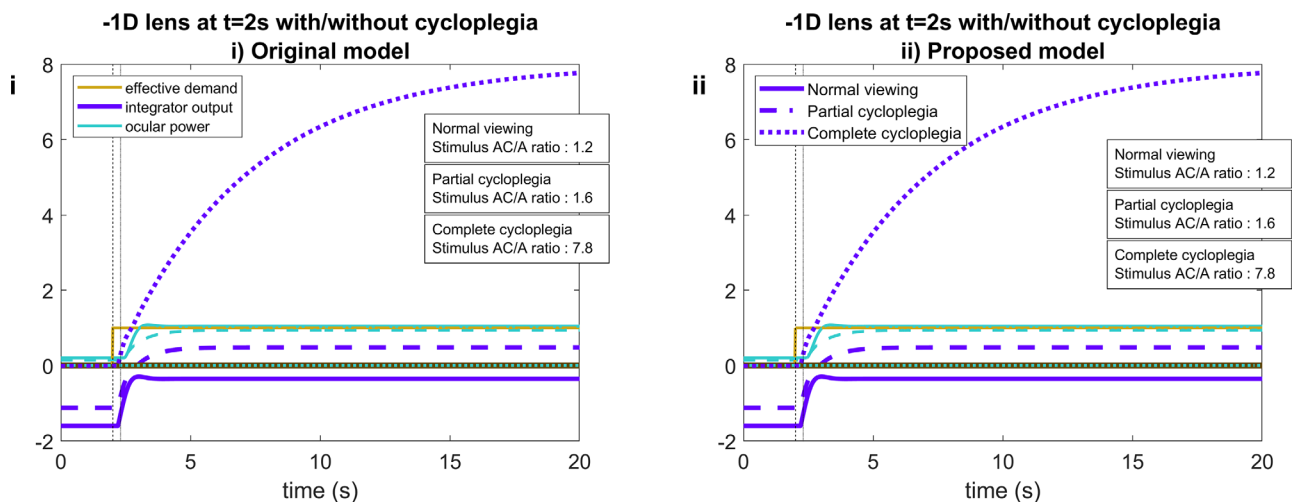 -1D lens at t=2s with/without cycloplegia
i) Original model
i
8
6
4
2
0
-2
effective demand
integrator output
ocular power
Normal viewing
Stimulus AC/A ratio : 1.2
Partial cycloplegia
Stimulus AC/A ratio : 1.6
Complete cycloplegia
Stimulus AC/A ratio : 7.8
0 5 10 15 20
time (s)
-1D lens at t=2s with/without cycloplegia
ii) Proposed model
ii
8
6
4
2
0
-2
Normal viewing
Partial cycloplegia
Complete cycloplegia
Normal viewing
Stimulus AC/A ratio : 1.2
Partial cycloplegia
Stimulus AC/A ratio : 1.6
Complete cycloplegia
Stimulus AC/A ratio : 7.8
0 5 10 15 20
time (s)